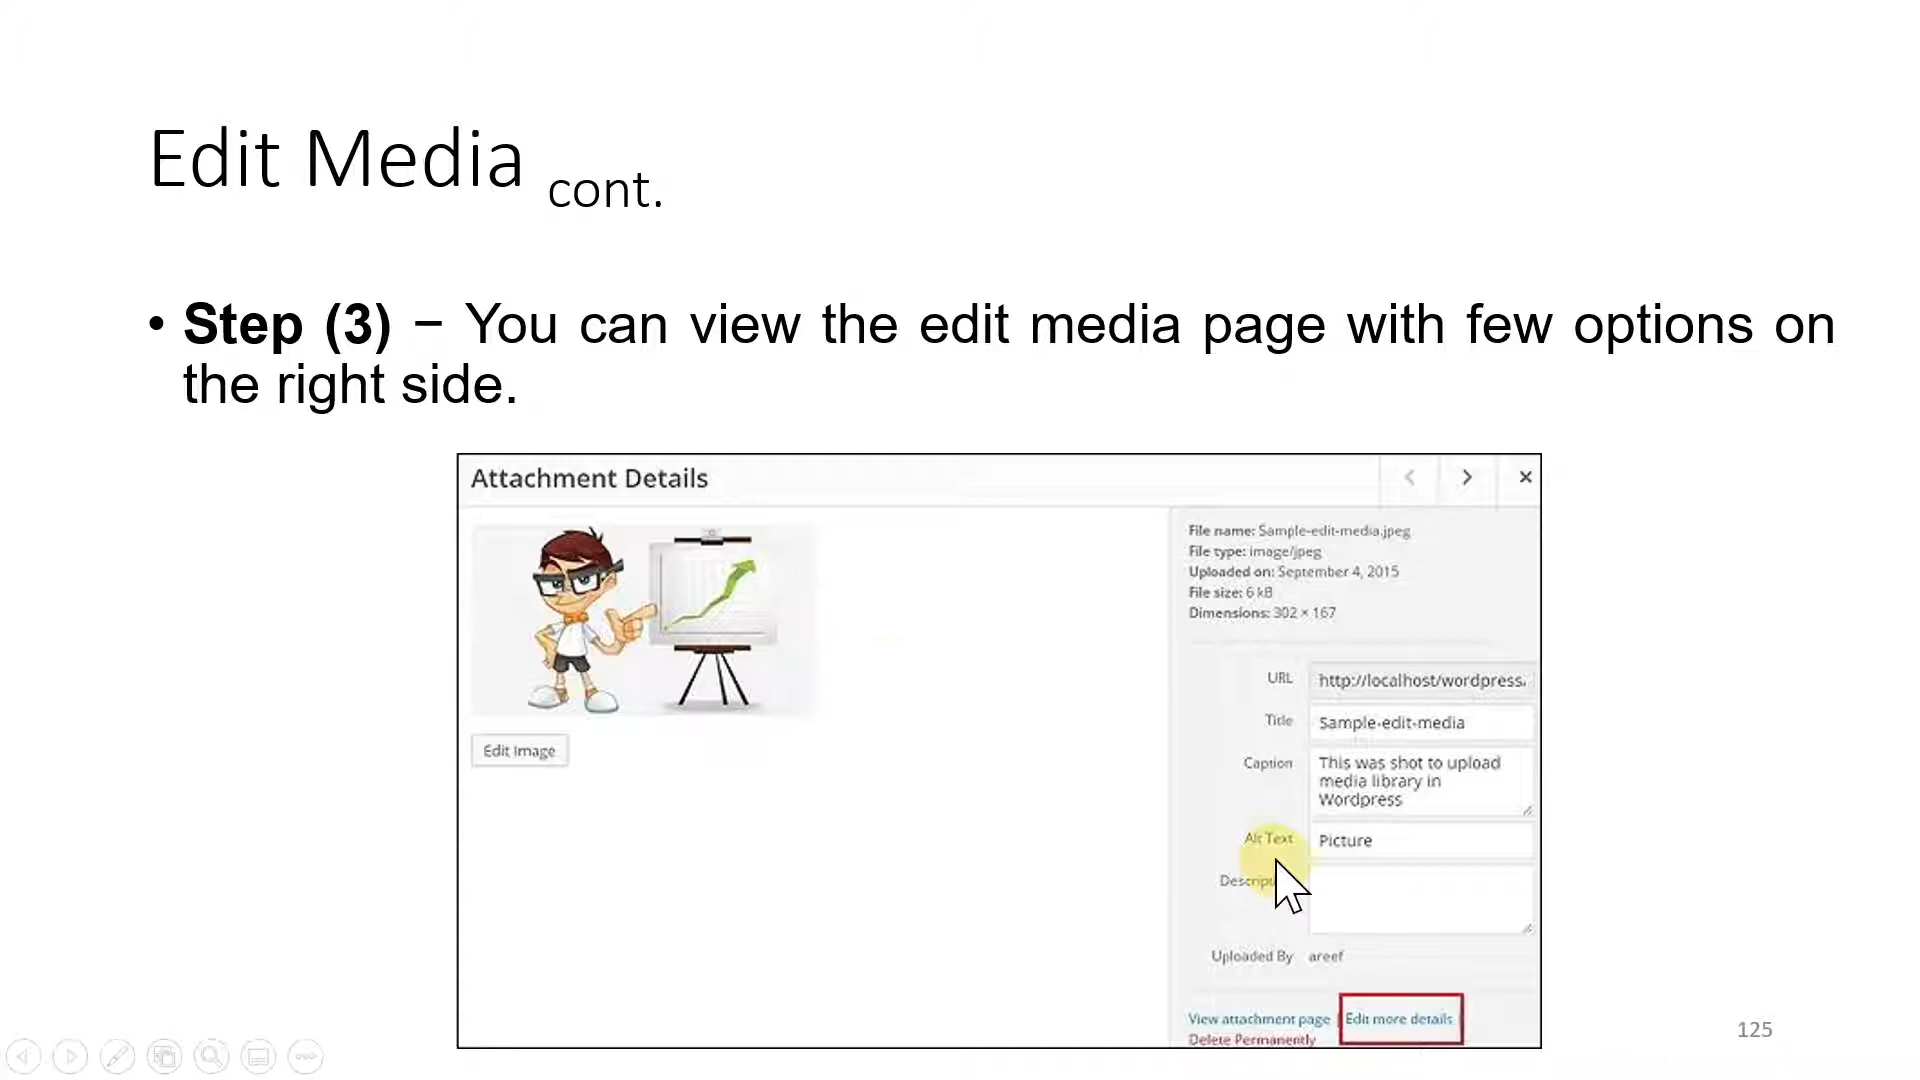 Edit Media cont.
• Step (3) − You can view the edit media page with few options on
the right side.
Attachment Details
File name: Sample-edit-media.jpeg
File type: image/jpeg
Uploaded on: September 4, 2015
File size: 6 kB
Dimensions: 302 × 167
URL http://localhost/wordpress/
Title Sample-edit-media
Caption This was shot to upload
media library in
Wordpress
Edit Image
Alt Text Picture
Uploaded By areef
View attachment page | Edit more details
Delete Permanently
125